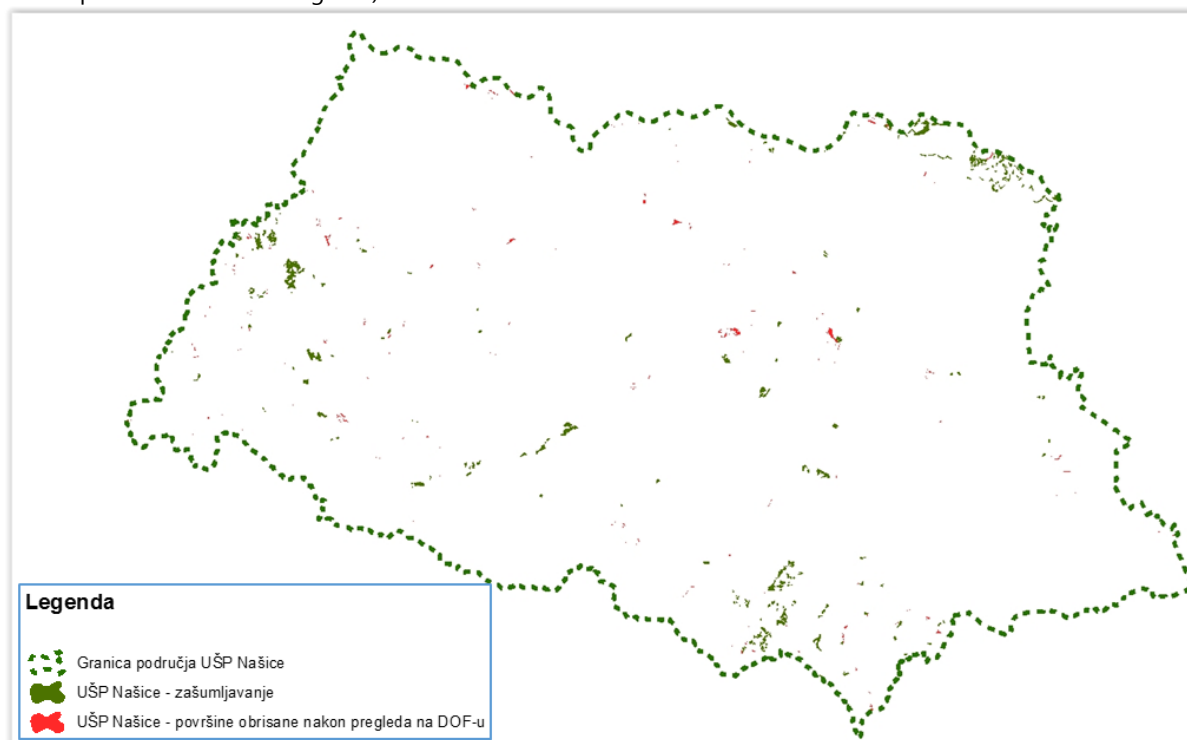 Legenda
Granica područja UŠP Našice
UŠP Našice - zašumljavanje
UŠP Našice - površine obrisane nakon pregleda na DOF-u